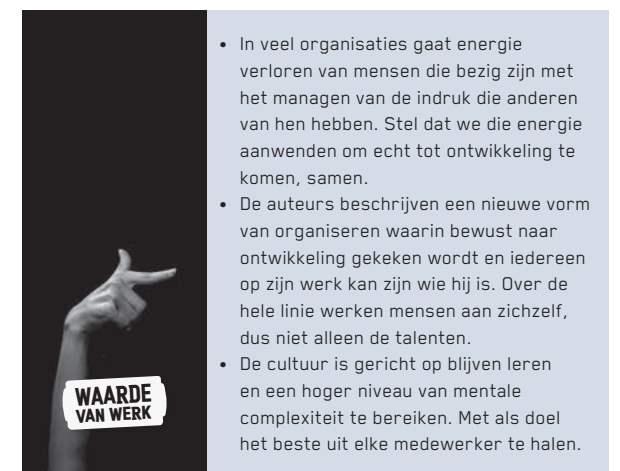 • In veel organisaties gaat energie
verloren van mensen die bezig zijn met
het managen van de indruk die anderen
van hen hebben. Stel dat we die energie
aanwenden om echt tot ontwikkeling te
komen, samen.
• De auteurs beschrijven een nieuwe vorm
van organiseren waarin bewust naar
ontwikkeling gekeken wordt en iedereen
op zijn werk kan zijn wie hij is. Over de
hele linie werken mensen aan zichzelf,
dus niet alleen de talenten.
• De cultuur is gericht op blijven leren
en een hoger niveau van mentale
complexiteit te bereiken. Met als doel
het beste uit elke medewerker te halen.
WAARDE
VAN WERK